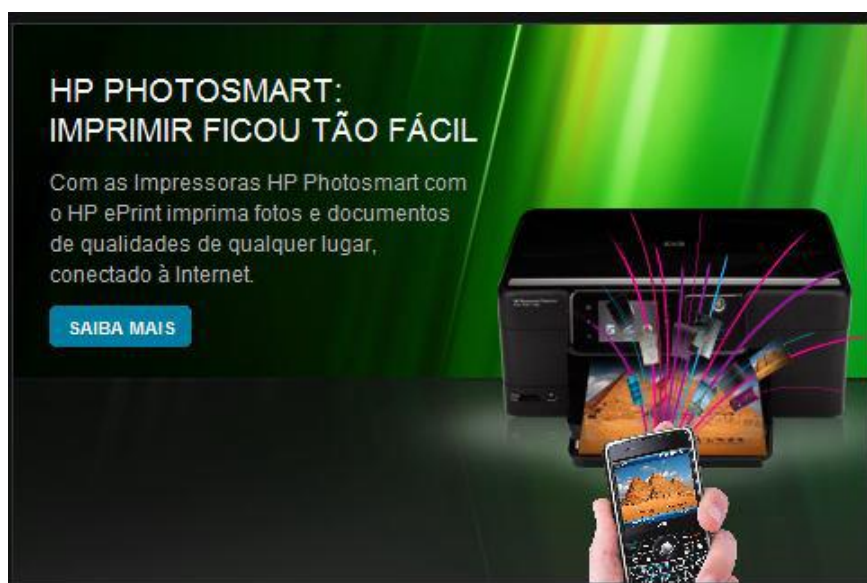 HP PHOTOSMART:
IMPRIMIR FICOU TÃO FÁCIL
Com as Impressoras HP Photosmart com
o HP ePrint imprima fotos e documentos
de qualidades de qualquer lugar,
conectado à Internet.
SAIBA MAIS